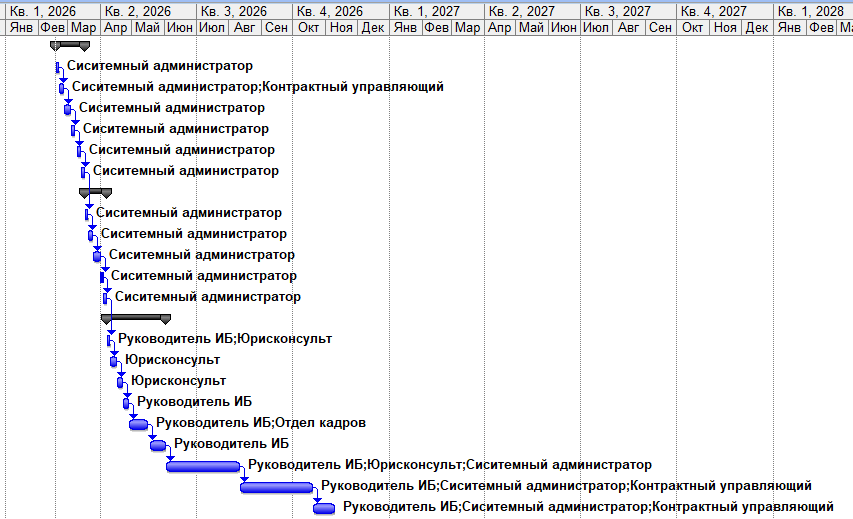 Кв. 1, 2026 Кв. 2, 2026 Кв. 3, 2026 Кв. 4, 2026 Кв. 1, 2027 Кв. 2, 2027 Кв. 3, 2027 Кв. 4, 2027 Кв. 1, 2028
Янв Фев Мар Апр Май Июн Июл Авг Сен Окт Ноя Дек Янв Фев Мар Апр Май Июн Июл Авг Сен Окт Ноя Дек Янв Фев Ма
Сиситемный администратор
Сиситемный администратор;Контрактный управляющий
Сиситемный администратор
Сиситемный администратор
Сиситемный администратор
Сиситемный администратор
Сиситемный администратор
Сиситемный администратор
Сиситемный администратор
Сиситемный администратор
Сиситемный администратор
Руководитель ИБ;Юрисконсульт
Юрисконсульт
Юрисконсульт
Руководитель ИБ
Руководитель ИБ;Отдел кадров
Руководитель ИБ
Руководитель ИБ;Юрисконсульт;Сиситемный администратор
Руководитель ИБ;Сиситемный администратор;Контрактный управляющий
Руководитель ИБ;Сиситемный администратор;Контрактный управляющий